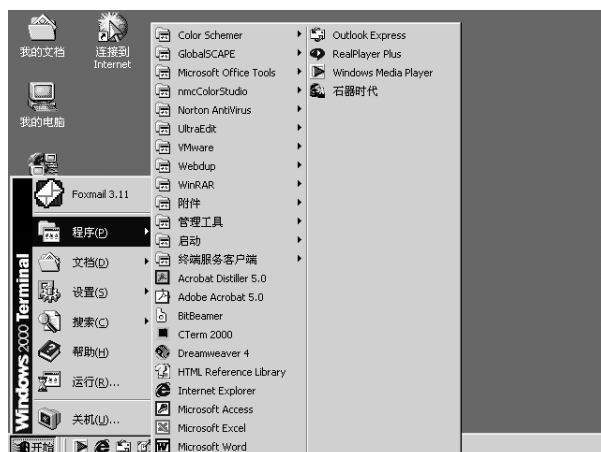 我的文档
连接到
Internet
我的电脑
Foxmail 3.11
程序(P)
文档(D)
设置(S)
搜索(C)
帮助(H)
运行(R)...
关机(U)...
Windows 2000 Terminal
开始
Color Schemer
GlobalSCAPE
Microsoft Office Tools
nmcColorStudio
Norton AntiVirus
UltraEdit
VMware
Webdup
WinRAR
附件
管理工具
启动
终端服务客户端
Acrobat Distiller 5.0
Adobe Acrobat 5.0
BitBeamer
CTerm 2000
Dreamweaver 4
HTML Reference Library
Internet Explorer
Microsoft Access
Microsoft Excel
Microsoft Word
Outlook Express
RealPlayer Plus
Windows Media Player
石器时代